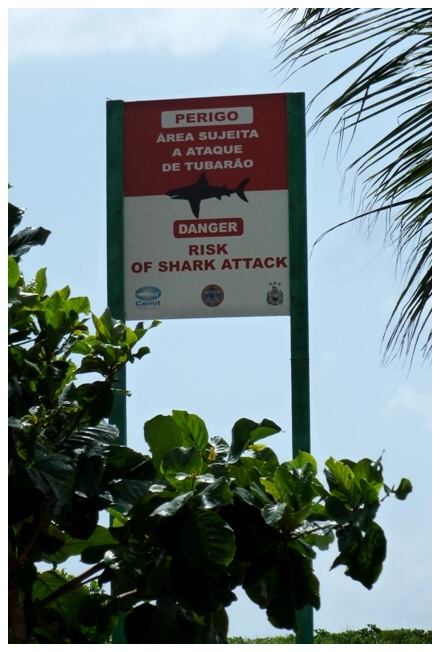 PERIGO
ÁREA SUJEITA
A ATAQUE
DE TUBARÃO
DANGER
RISK
OF SHARK ATTACK
Cemit